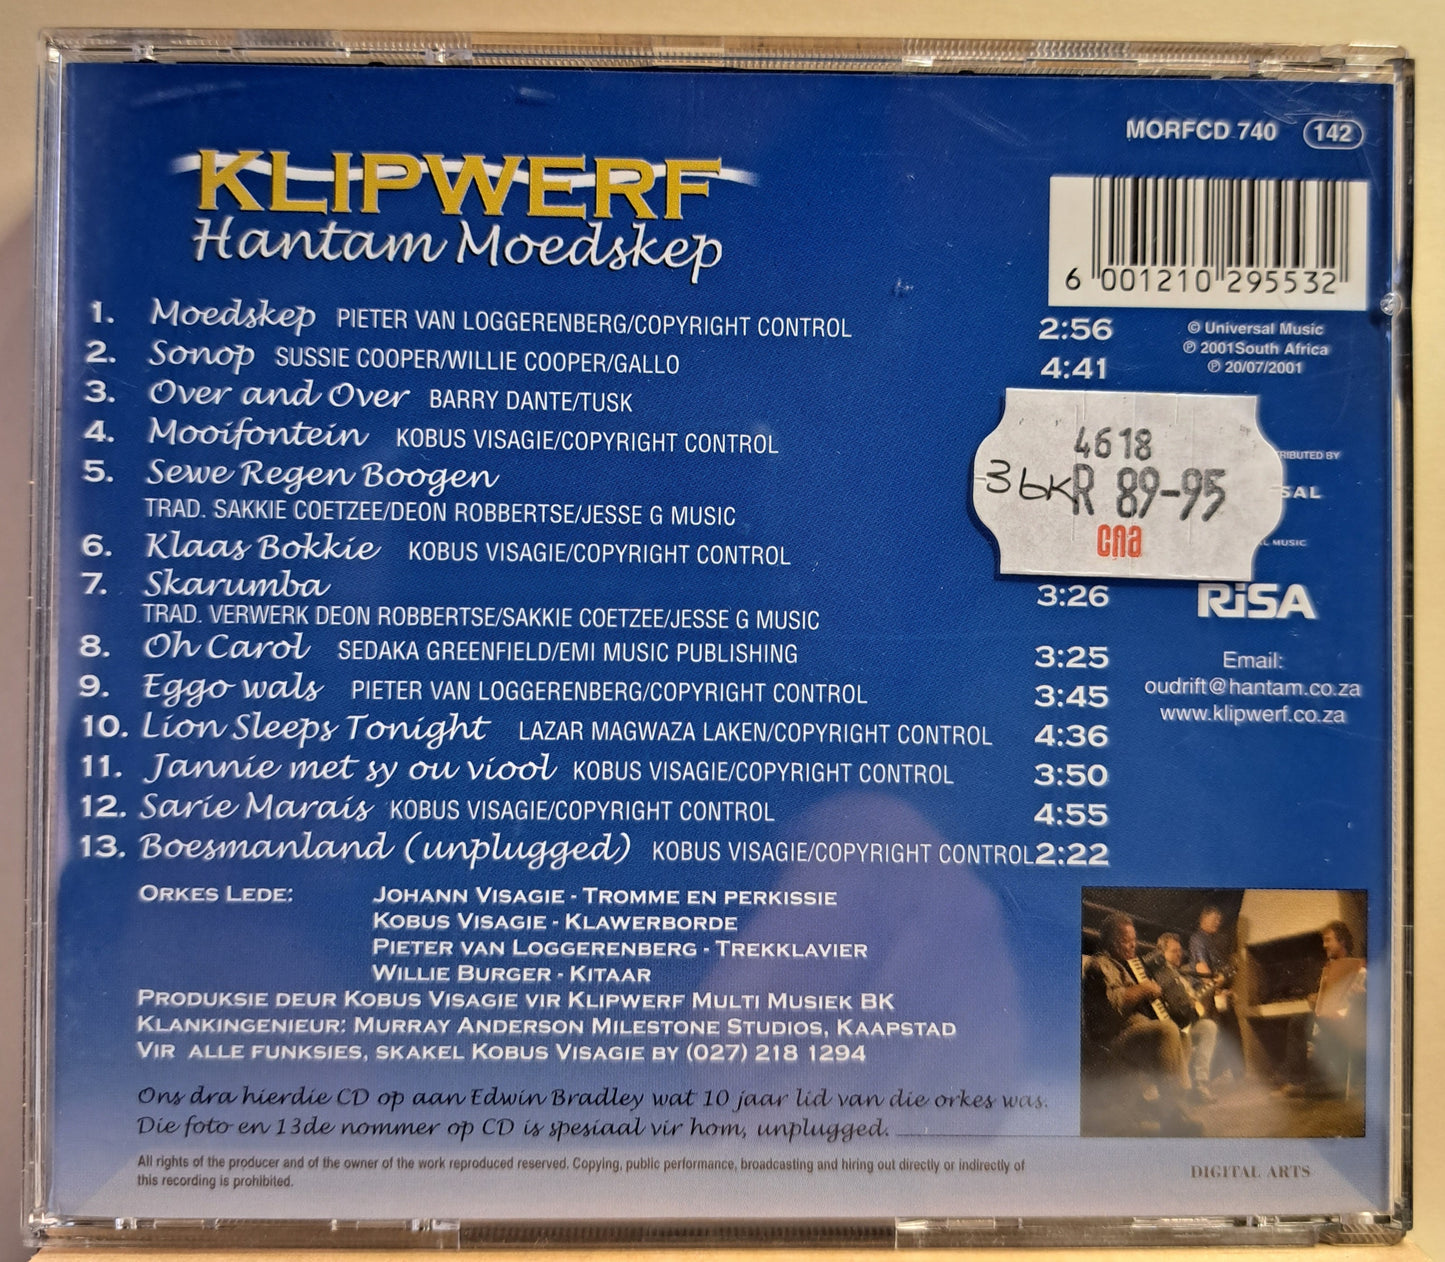 MORFCD 740 142
KLIPWERF
Hantam Moedskep
6 001210 295532
1. Moedskep PIETER VAN LOGGERENBERG/COPYRIGHT CONTROL 2:56
2. Sonop SUSSIE COOPER/WILLIE COOPER/GALLO 4:41
3. Over and Over BARRY DANTE/TUSK
4. Mooifontein KOBUS VISAGIE/COPYRIGHT CONTROL
5. Sewe Regen Boogen
TRAD. SAKKIE COETZEE/DEON ROBBERTSE/JESSE G MUSIC
6. Klaas Bokkie KOBUS VISAGIE/COPYRIGHT CONTROL
7. Skarumba 3:26
TRAD. VERWERK DEON ROBBERTSE/SAKKIE COETZEE/JESSE G MUSIC
8. Oh Carol SEDAKA GREENFIELD/EMI MUSIC PUBLISHING 3:25
9. Eggo wals PIETER VAN LOGGERENBERG/COPYRIGHT CONTROL 3:45
10. Lion Sleeps Tonight LAZAR MAGWAZA LAKEN/COPYRIGHT CONTROL 4:36
11. Jannie met sy ou viool KOBUS VISAGIE/COPYRIGHT CONTROL 3:50
12. Sarie Marais KOBUS VISAGIE/COPYRIGHT CONTROL 4:55
13. Boesmanland (unplugged) KOBUS VISAGIE/COPYRIGHT CONTROL 2:22
© Universal Music
℗ 2001South Africa
℗ 20/07/2001
4618
36K R 89-95
cna
BY
MUSIC
RiSA
Email:
oudrift@hantam.co.za
www.klipwerf.co.za
ORKES LEDE: JOHANN VISAGIE - TROMME EN PERKISSIE
KOBUS VISAGIE - KLAWERBORDE
PIETER VAN LOGGERENBERG - TREKKLAVIER
WILLIE BURGER - KITAAR
PRODUKSIE DEUR KOBUS VISAGIE VIR KLIPWERF MULTI MUSIEK BK
KLANKINGENIEUR: MURRAY ANDERSON MILESTONE STUDIOS, KAAPSTAD
VIR ALLE FUNKSIES, SKAKEL KOBUS VISAGIE BY (027) 218 1294
Ons dra hierdie CD op aan Edwin Bradley wat 10 jaar lid van die orkes was.
Die foto en 13de nommer op CD is spesiaal vir hom, unplugged.
All rights of the producer and of the owner of the work reproduced reserved. Copying, public performance, broadcasting and hiring out directly or indirectly of
this recording is prohibited.
DIGITAL ARTS